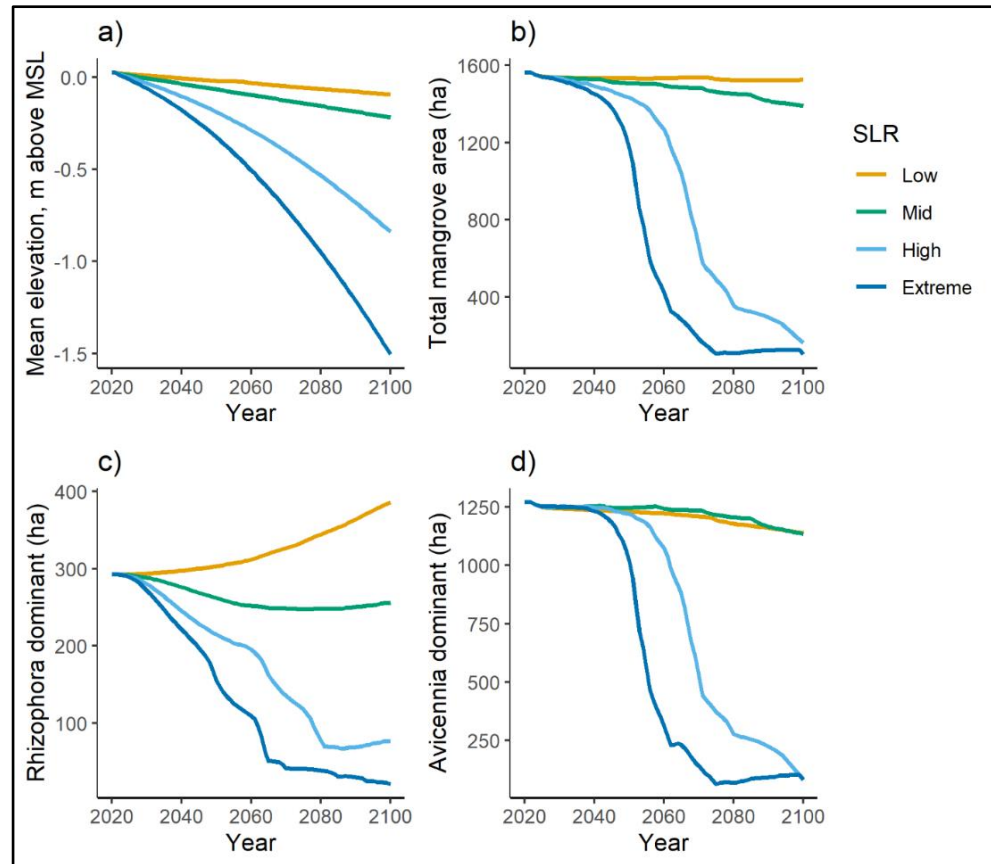 a)
Mean elevation, m above MSL
0.0
-0.5
-1.0
-1.5
2020 2040 2060 2080 2100
Year
b)
Total mangrove area (ha)
1600
1200
800
400
2020 2040 2060 2080 2100
Year
SLR
Low
Mid
High
Extreme
c)
Rhizophora dominant (ha)
400
300
200
100
2020 2040 2060 2080 2100
Year
d)
Avicennia dominant (ha)
1250
1000
750
500
250
2020 2040 2060 2080 2100
Year